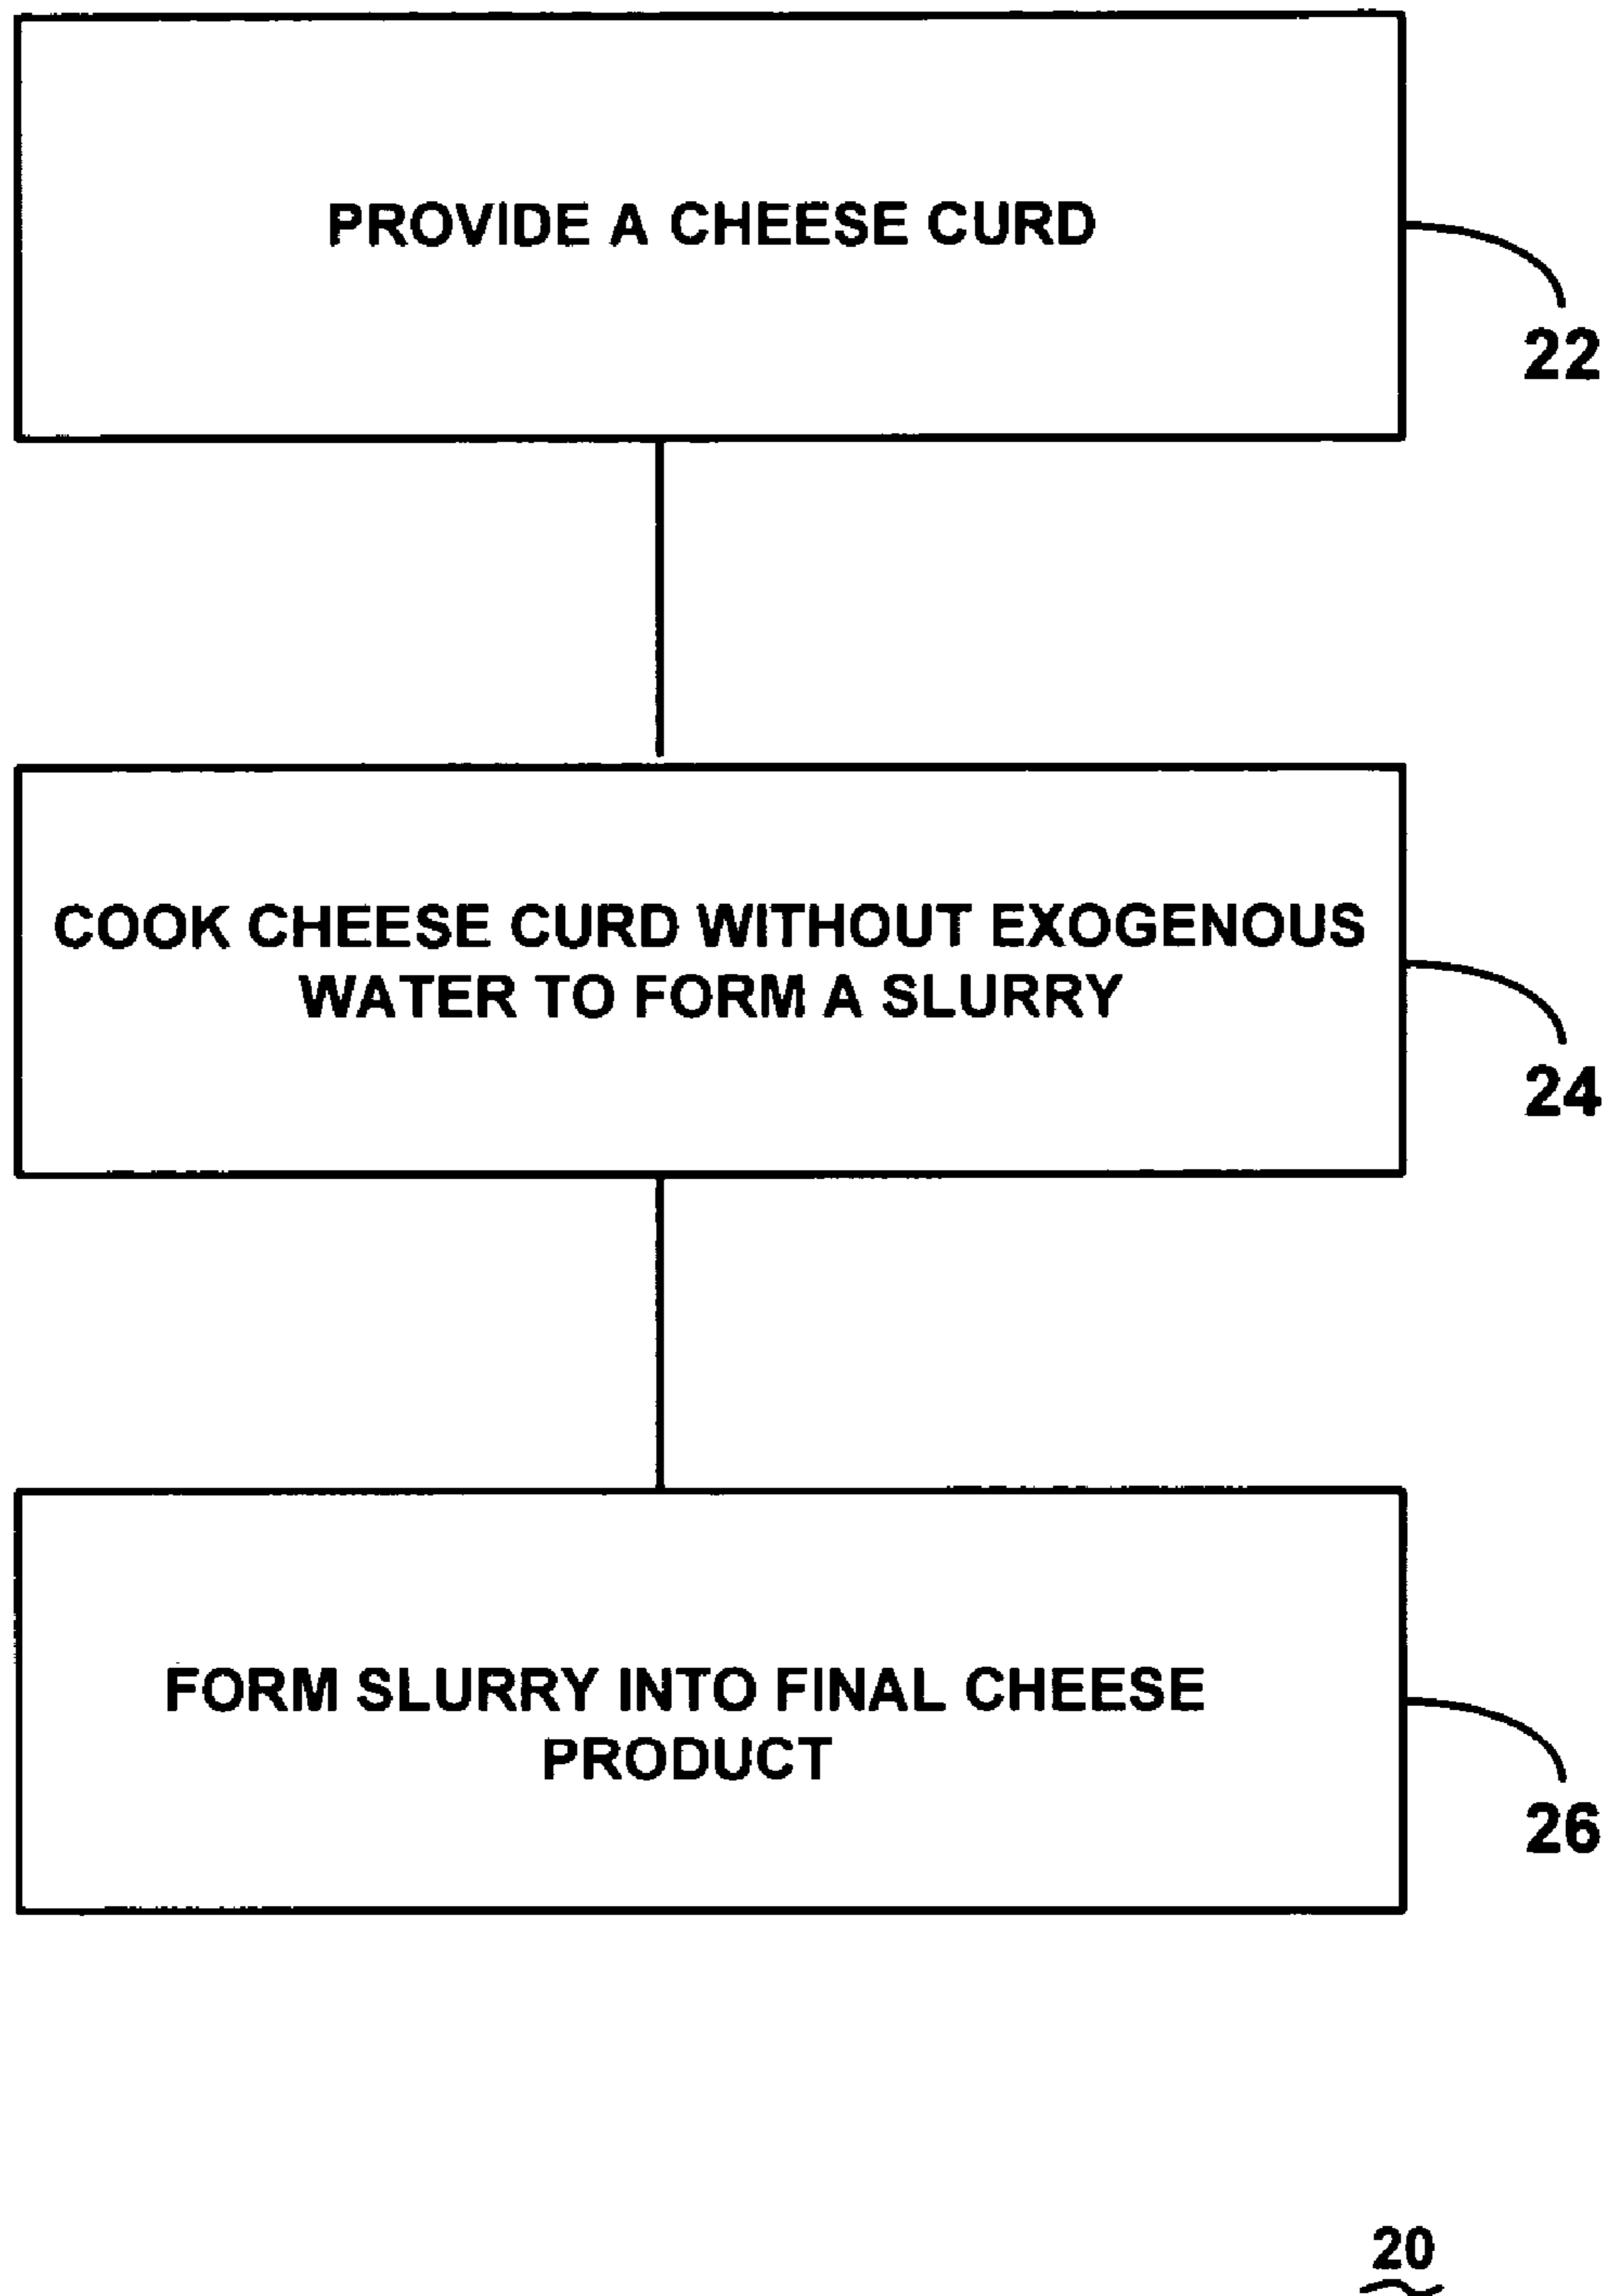 PROVIDE A CHEESE CURD
22
COOK CHEESE CURD WITHOUT EXOGENOUS
WATER TO FORM A SLURRY
24
FORM SLURRY INTO FINAL CHEESE
PRODUCT
26
20